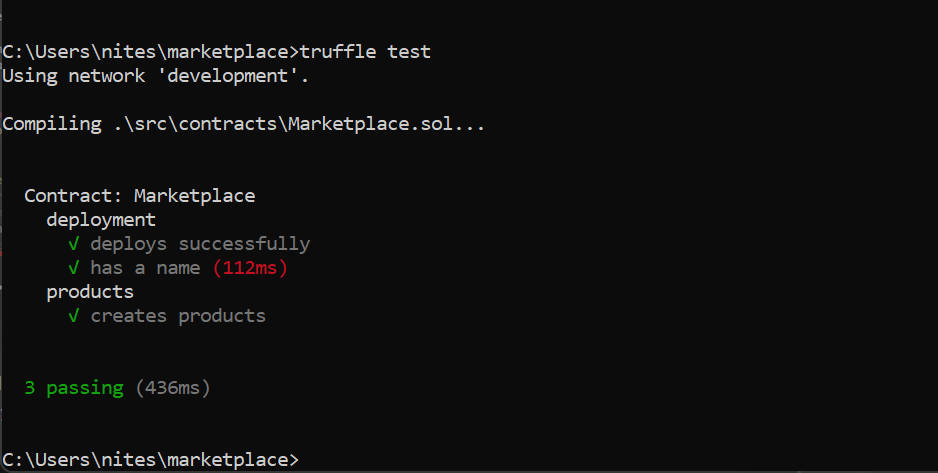 C:\Users\nites\marketplace>truffle test
Using network 'development'.
Compiling .\src\contracts\Marketplace.sol...
Contract: Marketplace
deployment
√ deploys successfully
√ has a name (112ms)
products
√ creates products
3 passing (436ms)
C:\Users\nites\marketplace>